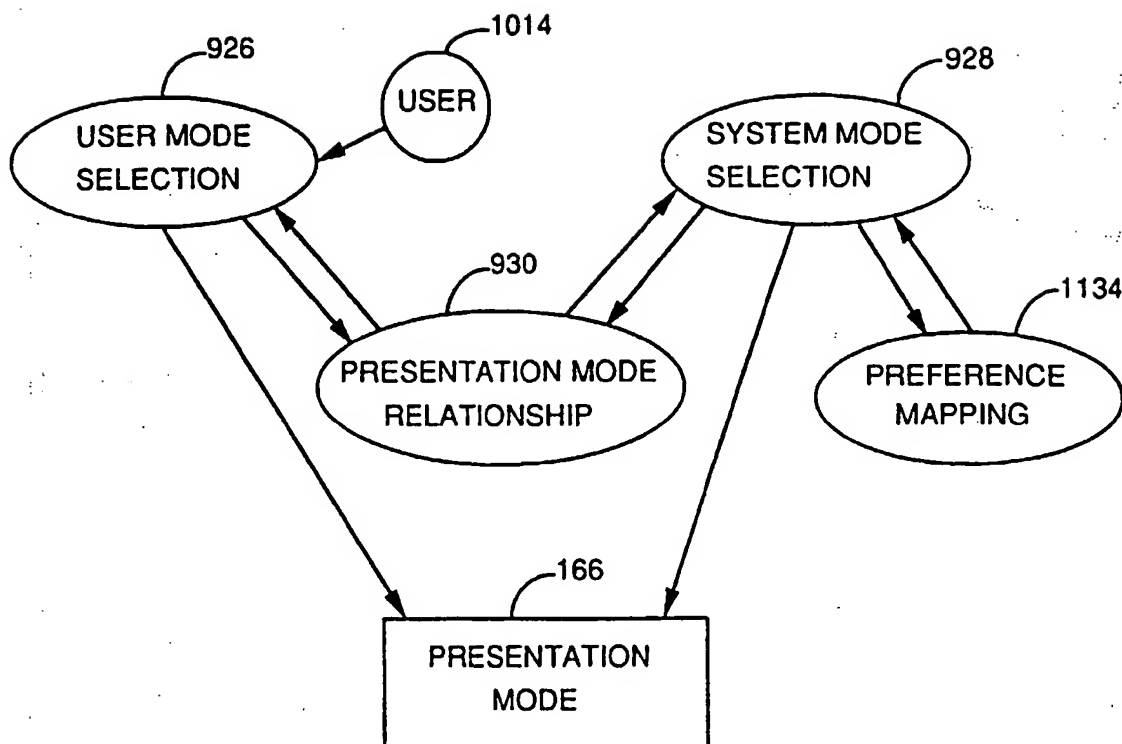 1014
926
928
USER
USER MODE
SELECTION
SYSTEM MODE
SELECTION
930
1134
PRESENTATION MODE
RELATIONSHIP
PREFERENCE
MAPPING
166
PRESENTATION
MODE